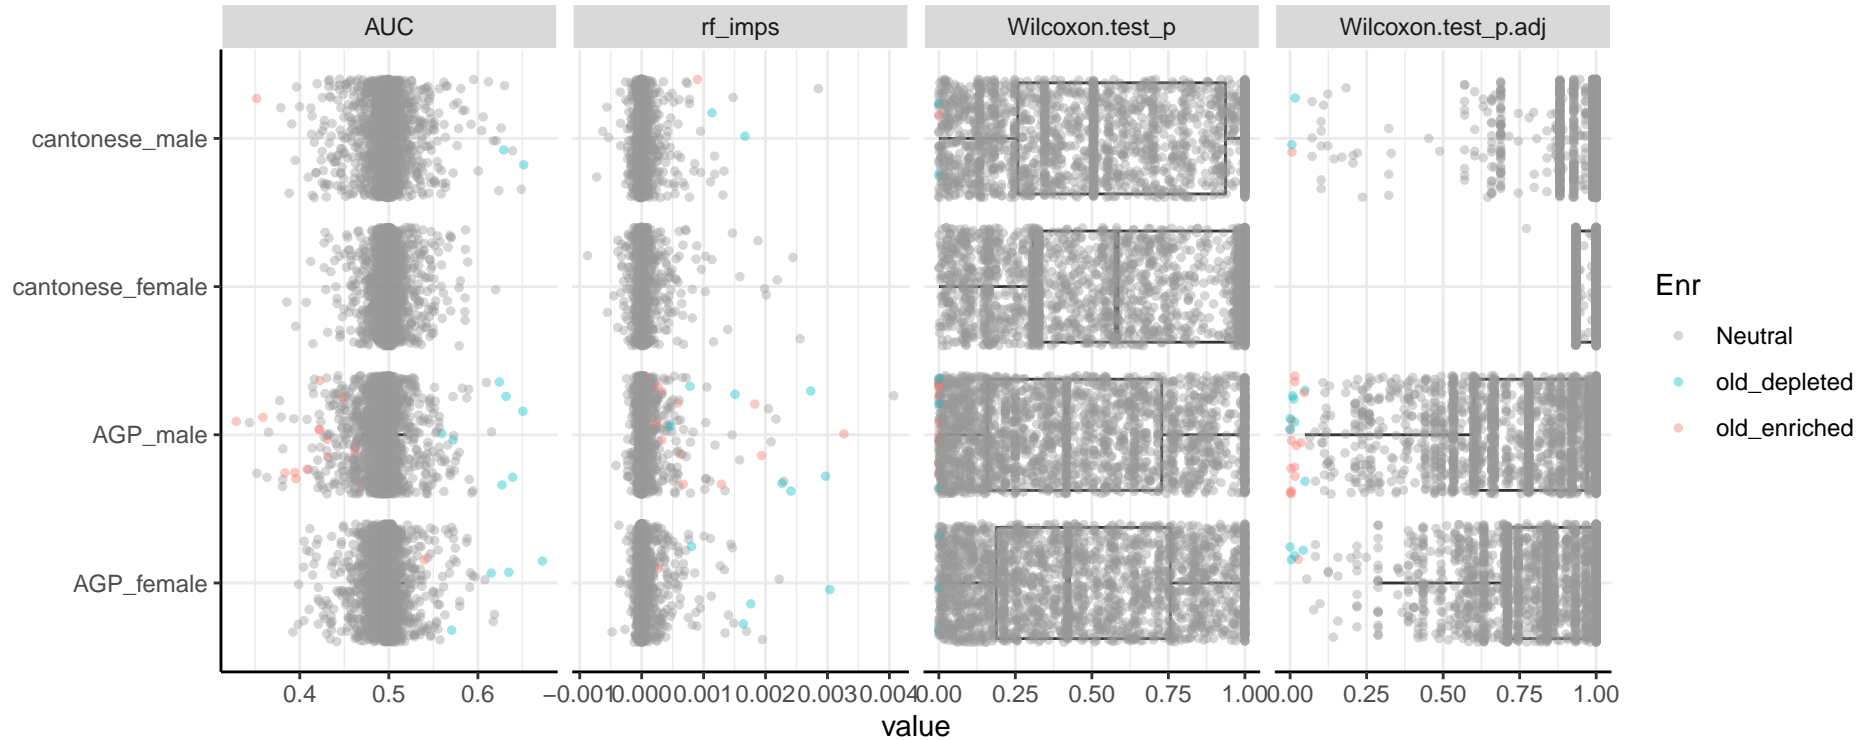 AUC rf_imps Wilcoxon.test_p Wilcoxon.test_p.adj
cantonese_male
cantonese_female
AGP_male
AGP_female
0.4 0.5 0.6 −0.001 0.000 0.001 0.002 0.003 0.004 0.00 0.25 0.50 0.75 1.00 0.00 0.25 0.50 0.75 1.00
value
Enr
Neutral
old_depleted
old_enriched